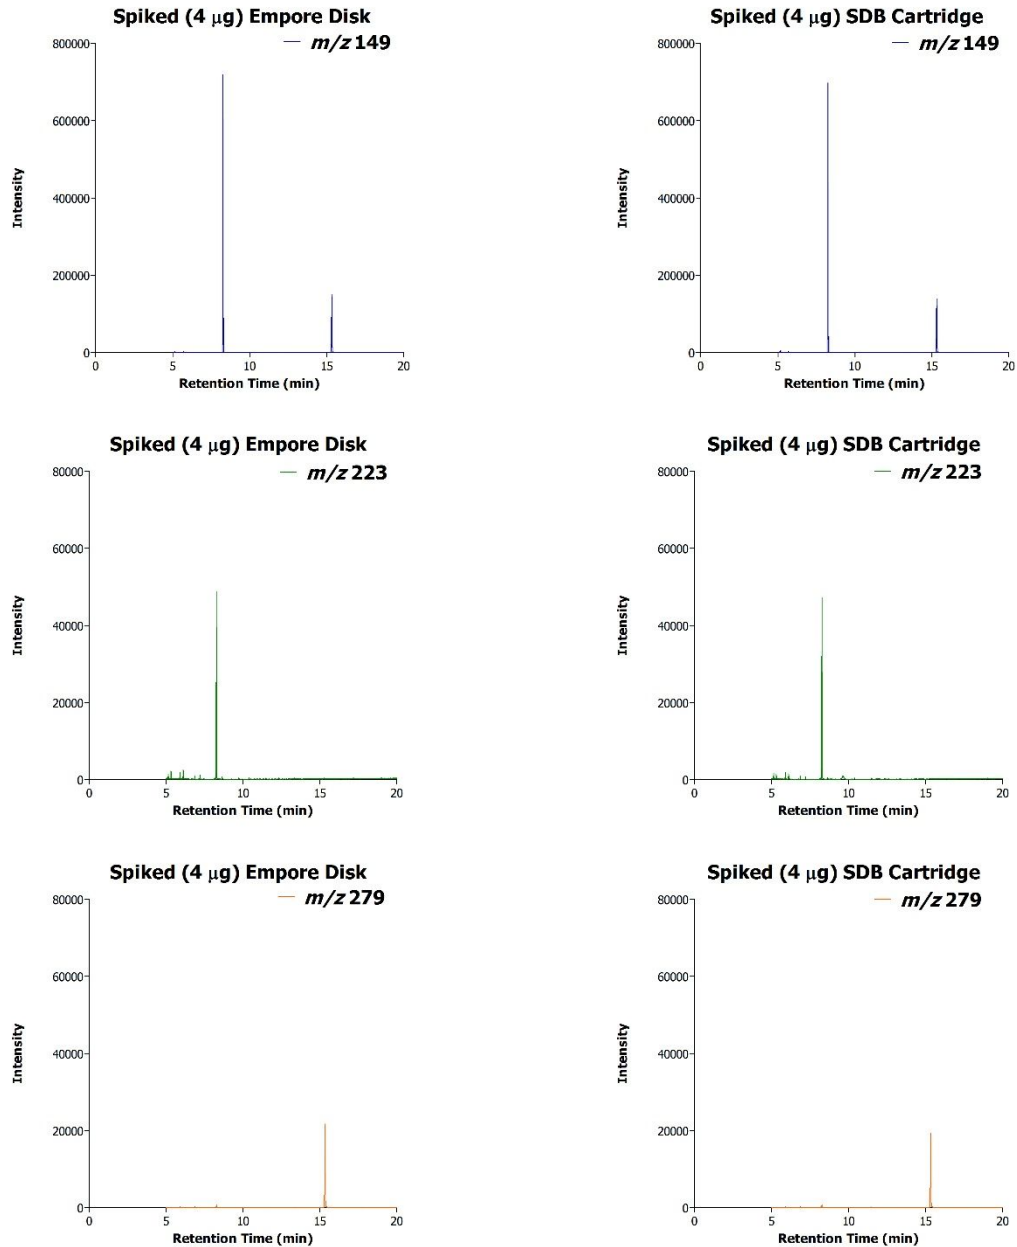 Spiked (4 μg) Empore Disk
m/z 149
800000
600000
400000
200000
0
Intensity
0 5 10 15 20
Retention Time (min)
Spiked (4 μg) SDB Cartridge
m/z 149
800000
600000
400000
200000
0
Intensity
0 5 10 15 20
Retention Time (min)
Spiked (4 μg) Empore Disk
m/z 223
80000
60000
40000
20000
0
Intensity
0 5 10 15 20
Retention Time (min)
Spiked (4 μg) SDB Cartridge
m/z 223
80000
60000
40000
20000
0
Intensity
0 5 10 15 20
Retention Time (min)
Spiked (4 μg) Empore Disk
m/z 279
80000
60000
40000
20000
0
Intensity
0 5 10 15 20
Retention Time (min)
Spiked (4 μg) SDB Cartridge
m/z 279
80000
60000
40000
20000
0
Intensity
0 5 10 15 20
Retention Time (min)